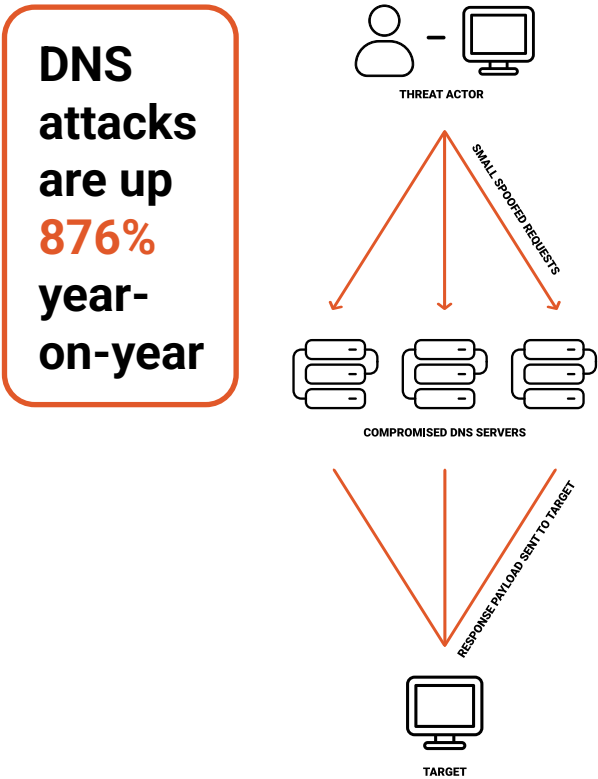 DNS
attacks
are up
876%
year-
on-year
THREAT ACTOR
SMALL SPOOFED REQUESTS
COMPROMISED DNS SERVERS
RESPONSE PAYLOAD SENT TO TARGET
TARGET